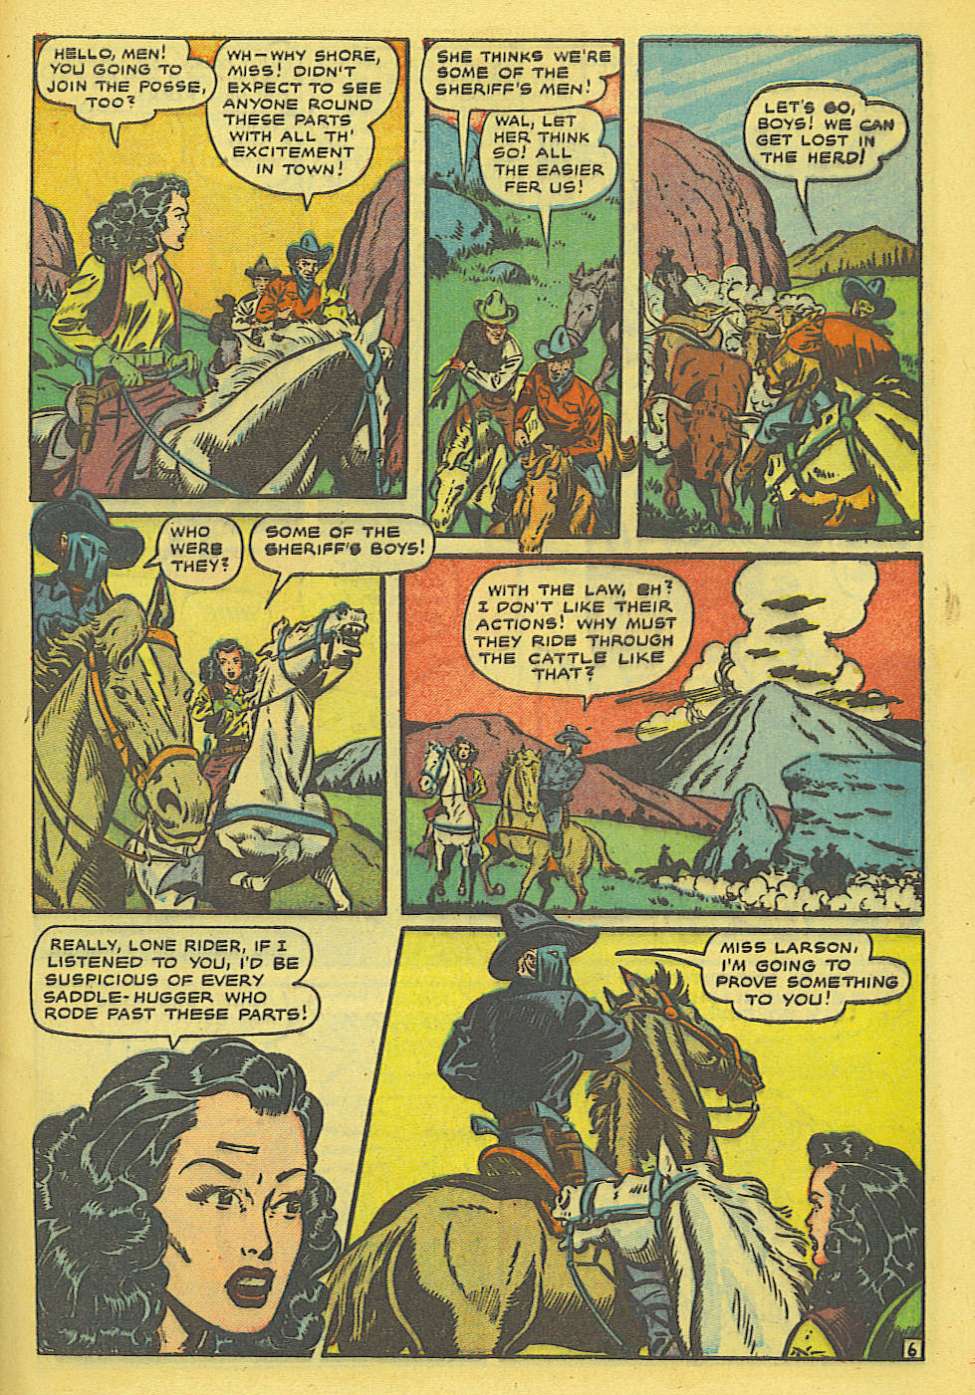 HELLO, MEN!
YOU GOING TO
JOIN THE POSSE,
TOO?
WH-WHY SHORE,
MISS! DIDN'T
EXPECT TO SEE
ANYONE ROUND
THESE PARTS
WITH ALL TH'
EXCITEMENT
IN TOWN!
SHE THINKS WE'RE
SOME OF THE
SHERIFF'S MEN!
WAL, LET
HER THINK
SO! ALL
THE EASIER
FER US!
LET'S GO,
BOYS! WE CAN
GET LOST IN
THE HERD!
WHO
WERE
THEY?
SOME OF THE
SHERIFF'S BOYS!
WITH THE LAW, EH?
I DON'T LIKE THEIR
ACTIONS! WHY MUST
THEY RIDE THROUGH
THE CATTLE LIKE
THAT?
REALLY, LONE RIDER, IF I
LISTENED TO YOU, I'D BE
SUSPICIOUS OF EVERY
SADDLE-HUGGER WHO
RODE PAST THESE PARTS!
MISS LARSON,
I'M GOING TO
PROVE SOMETHING
TO YOU!
6